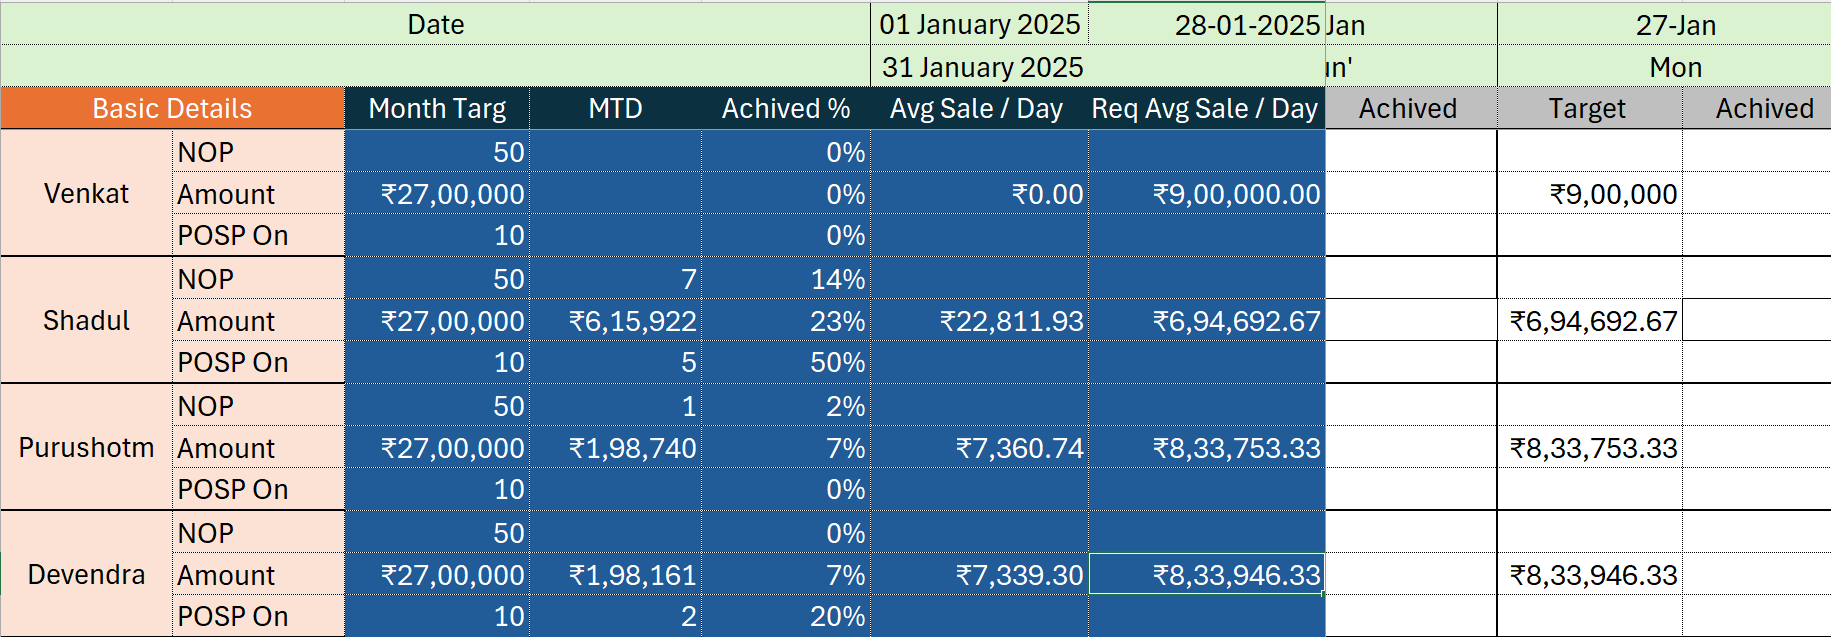 Date 01 January 2025 28-01-2025 Jan 27-Jan
31 January 2025 un' Mon
Basic Details Month Targ MTD Achived % Avg Sale / Day Req Avg Sale / Day Achived Target Achived
NOP 50 0%
Venkat Amount ₹27,00,000 0% ₹0.00 ₹9,00,000.00 ₹9,00,000
POSP On 10 0%
NOP 50 7 14%
Shadul Amount ₹27,00,000 ₹6,15,922 23% ₹22,811.93 ₹6,94,692.67 ₹6,94,692.67
POSP On 10 5 50%
NOP 50 1 2%
Purushotm Amount ₹27,00,000 ₹1,98,740 7% ₹7,360.74 ₹8,33,753.33 ₹8,33,753.33
POSP On 10 0%
NOP 50 0%
Devendra Amount ₹27,00,000 ₹1,98,161 7% ₹7,339.30 ₹8,33,946.33 ₹8,33,946.33
POSP On 10 2 20%